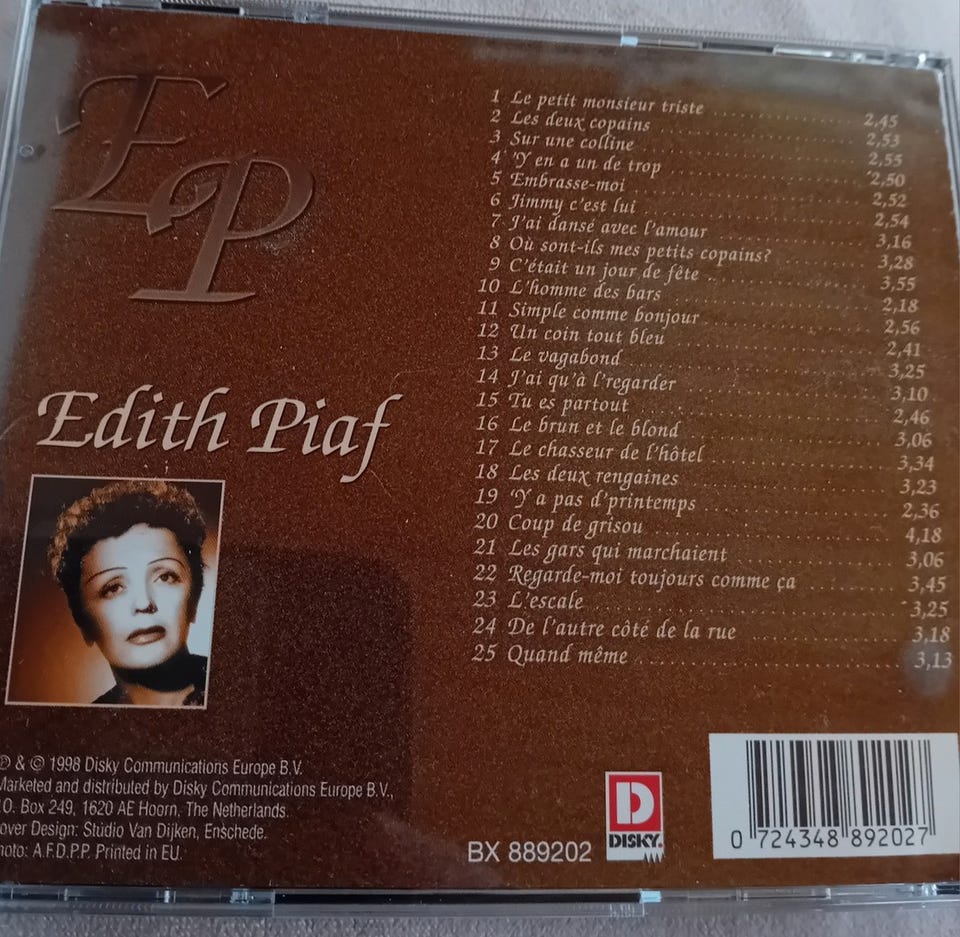 EP
1 Le petit monsieur triste 2,45
2 Les deux copains 2,53
3 Sur une colline 2,55
4 'Y en a un de trop 2,50
5 Embrasse-moi 2,52
6 Jimmy c'est lui 2,54
7 J'ai dansé avec l'amour 3,16
8 Où sont-ils mes petits copains? 3,28
9 C'était un jour de fête 3,55
10 L'homme des bars 2,18
11 Simple comme bonjour 2,56
12 Un coin tout bleu 2,41
13 Le vagabond 3,25
14 J'ai qu'à l'regarder 3,10
15 Tu es partout 2,46
16 Le brun et le blond 3,06
17 Le chasseur de l'hôtel 3,34
18 Les deux rengaines 3,23
19 'Y a pas d'printemps 2,36
20 Coup de grisou 4,18
21 Les gars qui marchaient 3,06
22 Regarde-moi toujours comme ça 3,45
23 L'escale 3,25
24 De l'autre côté de la rue 3,18
25 Quand même 3,13
Edith Piaf
℗ & © 1998 Disky Communications Europe B.V.
Marketed and distributed by Disky Communications Europe B.V.,
.O. Box 249, 1620 AE Hoorn, The Netherlands.
over Design: Stúdio Van Dijken, Enschede.
hoto: A.F.D.P.P. Printed in EU.
BX 889202
D
DISKY.
0 724348 892027